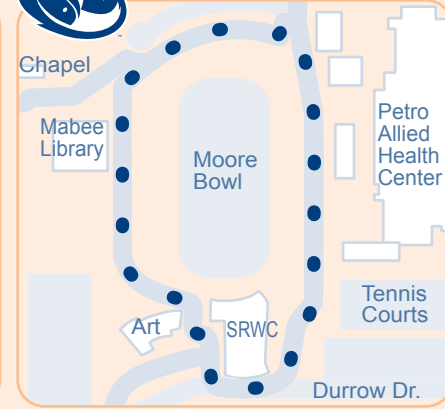 Chapel
Mabee
Library
Moore
Bowl
Petro
Allied
Health
Center
Tennis
Courts
Art
SRWC
Durrow Dr.